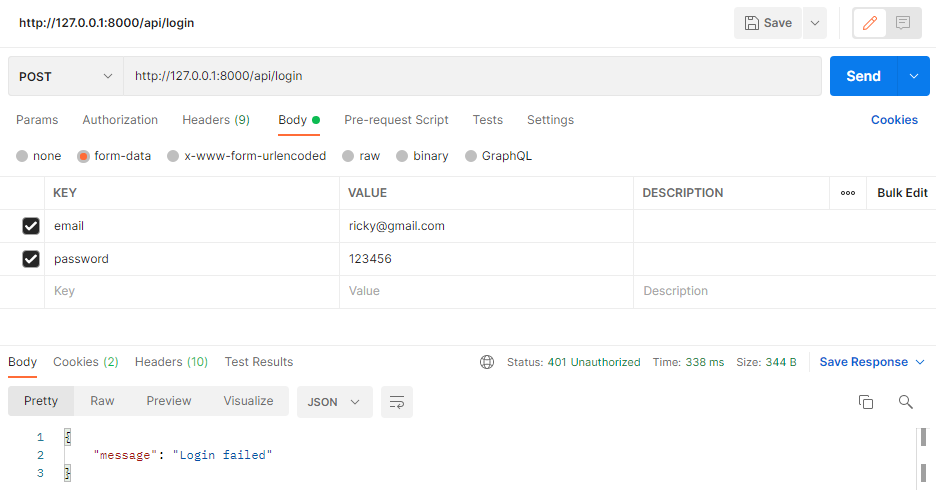 http://127.0.0.1:8000/api/login Save
POST http://127.0.0.1:8000/api/login Send
Params Authorization Headers (9) Body Pre-request Script Tests Settings Cookies
none form-data x-www-form-urlencoded raw binary GraphQL
KEY VALUE DESCRIPTION ooo Bulk Edit
email ricky@gmail.com
password 123456
Key Value Description
Body Cookies (2) Headers (10) Test Results Status: 401 Unauthorized Time: 338 ms Size: 344 B Save Response
Pretty Raw Preview Visualize JSON
1 {
2 "message": "Login failed"
3 }